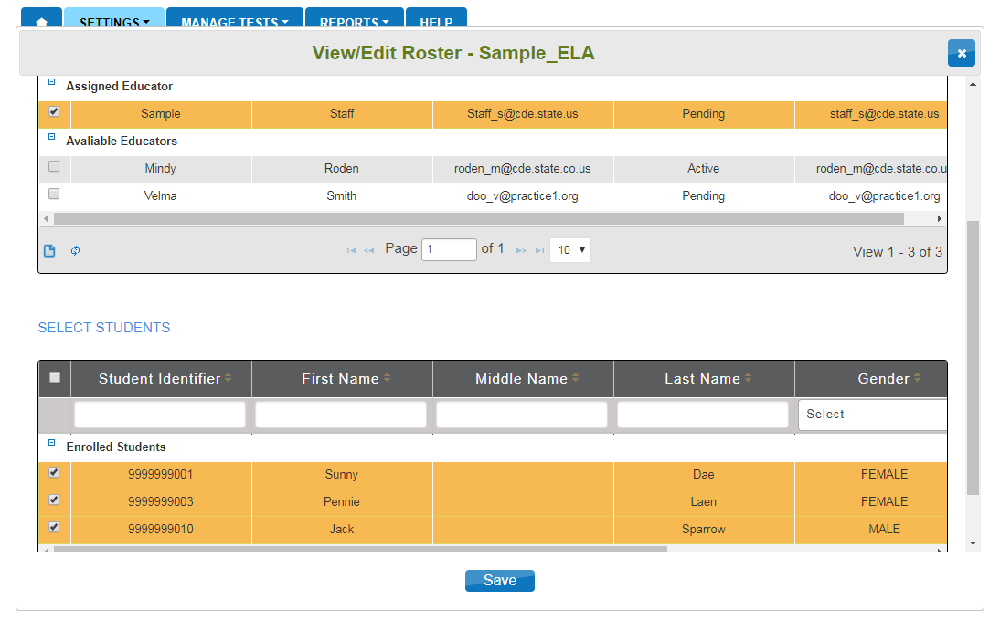 SETTINGS MANAGE TESTS REPORTS HELP
View/Edit Roster - Sample_ELA
Assigned Educator
Sample Staff Staff_s@cde.state.us Pending staff_s@cde.state.us
Avaliable Educators
Mindy Roden roden_m@cde.state.co.us Active roden_m@cde.state.co.u
Velma Smith doo_v@practice1.org Pending doo_v@practice1.org
Page 1 of 1 10 View 1 - 3 of 3
SELECT STUDENTS
Student Identifier First Name Middle Name Last Name Gender
Select
Enrolled Students
9999999001 Sunny Dae FEMALE
9999999003 Pennie Laen FEMALE
9999999010 Jack Sparrow MALE
Save